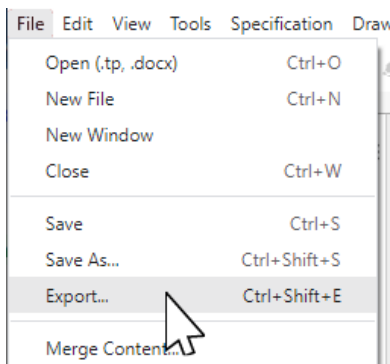 File Edit View Tools Specification Draw
Open (.tp, .docx) Ctrl+O
New File Ctrl+N
New Window
Close Ctrl+W
Save Ctrl+S
Save As... Ctrl+Shift+S
Export... Ctrl+Shift+E
Merge Content...